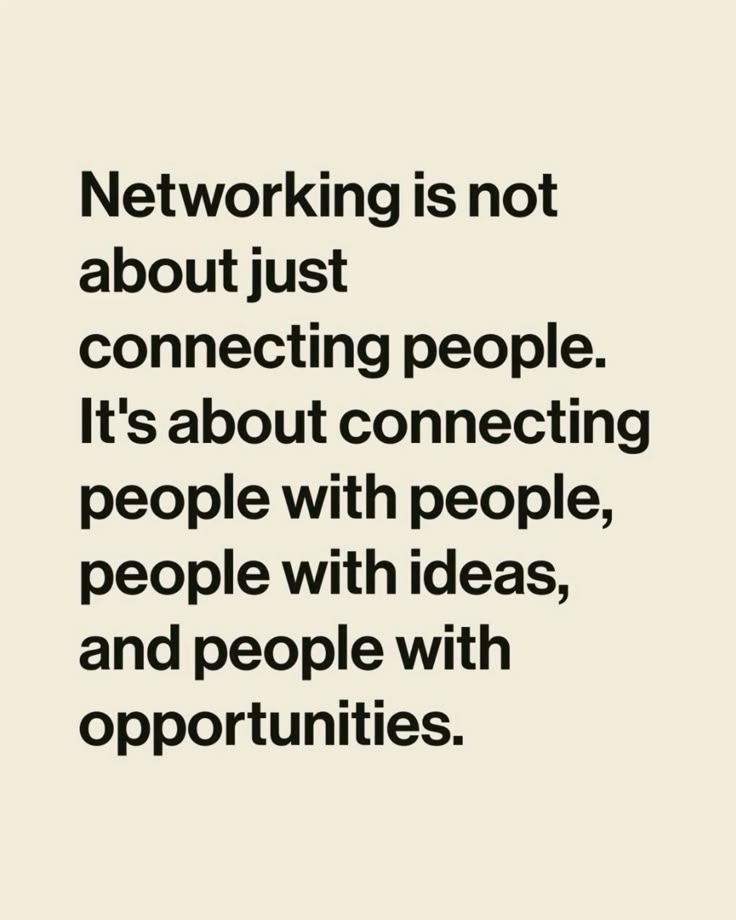 Networking is not
about just
connecting people.
It's about connecting
people with people,
people with ideas,
and people with
opportunities.